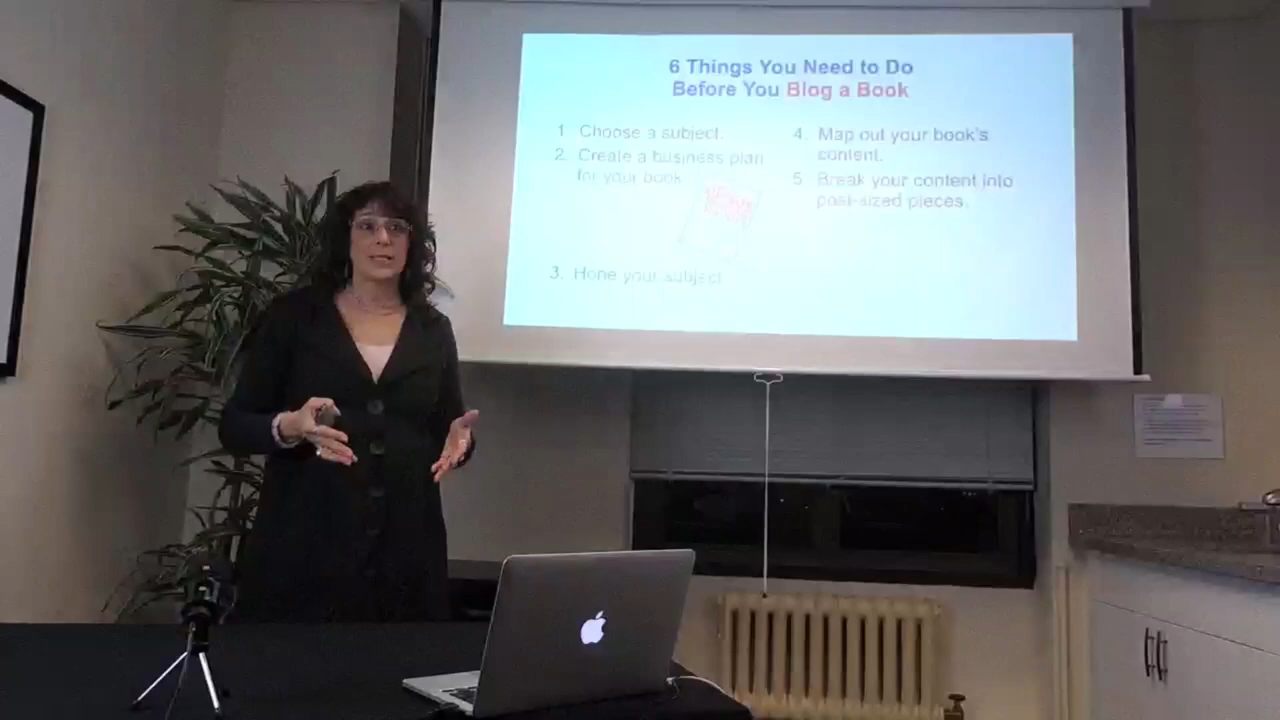 6 Things You Need to Do
Before You Blog a Book
1. Choose a subject.
2. Create a business plan
for your book.
3. Hone your subject.
4. Map out your book's
content.
5. Break your content into
post-sized pieces.